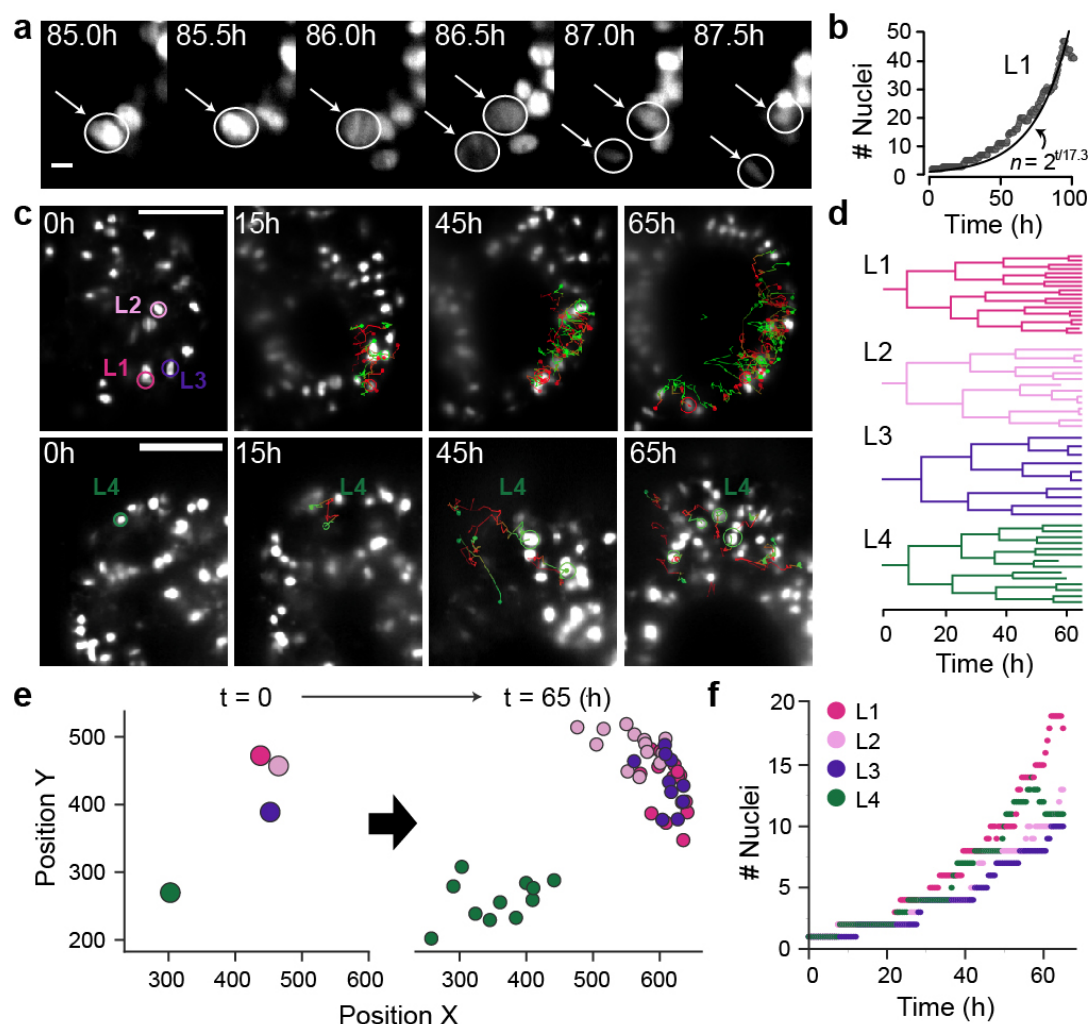 a
85.0h 85.5h 86.0h 86.5h 87.0h 87.5h
b
50
40
30
20
10
0
# Nuclei
L1
n = 2^t/17.3
0 50 100
Time (h)
c
0h 15h 45h 65h
L2
L1 L3
0h 15h 45h 65h
L4 L4 L4
d
L1
L2
L3
L4
0 20 40 60
Time (h)
e
t = 0 t = 65 (h)
500
400
300
200
Position Y
300 400 500 600 300 400 500 600
Position X
f
20
15
10
5
0
# Nuclei
L1
L2
L3
L4
0 20 40 60
Time (h)